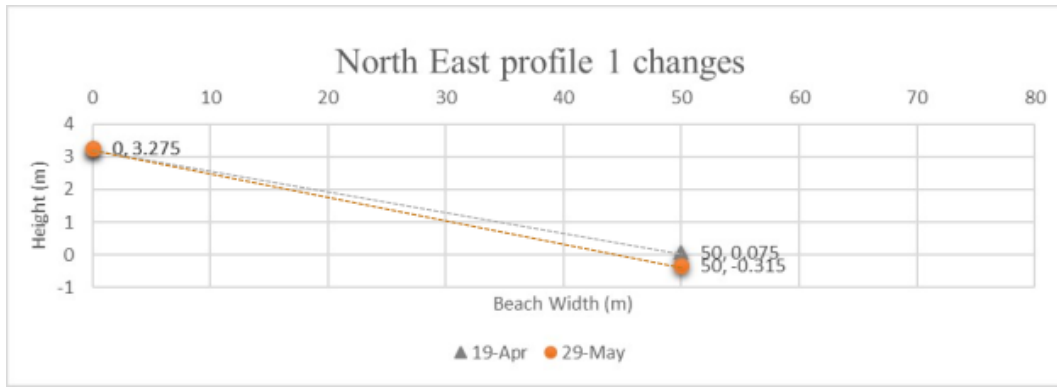 North East profile 1 changes
0 10 20 30 40 50 60 70 80
4
3
2
1
0
-1
Height (m)
0, 3.275
50, 0.075
50, -0.315
Beach Width (m)
19-Apr 29-May